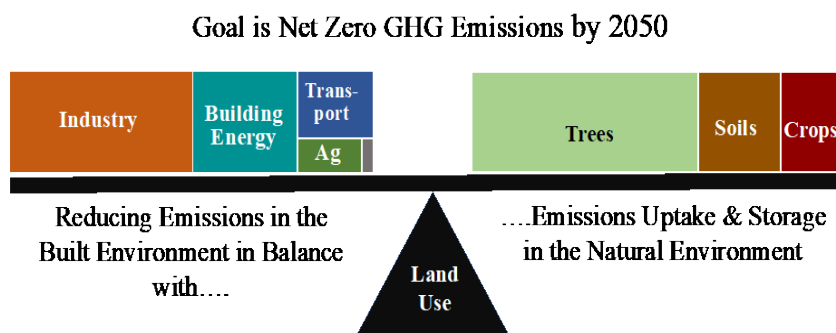 Goal is Net Zero GHG Emissions by 2050
Industry
Building
Energy
Trans-
port
Ag
Trees
Soils
Crops
Reducing Emissions in the
Built Environment in Balance
with....
....Emissions Uptake & Storage
in the Natural Environment
Land
Use